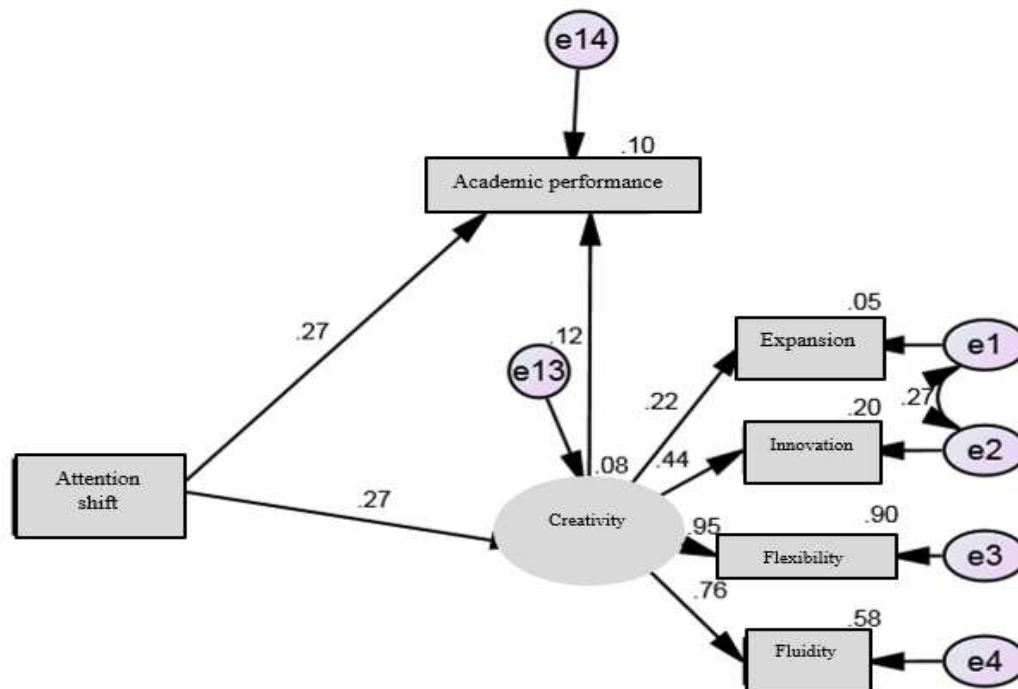 e14
.10
Academic performance
.27
.12
e13
.05
Expansion
e1
.22
.27
.20
Innovation
e2
.44
.08
Attention
shift
.27
Creativity
.95
.90
Flexibility
e3
.76
.58
Fluidity
e4